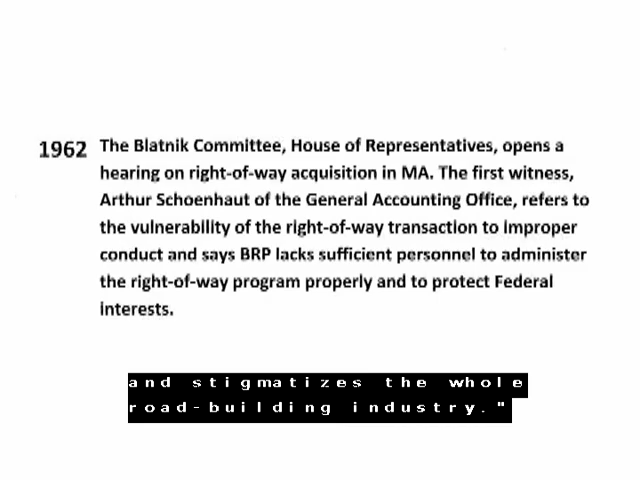 1962 The Blatnik Committee, House of Representatives, opens a
hearing on right-of-way acquisition in MA. The first witness,
Arthur Schoenhaut of the General Accounting Office, refers to
the vulnerability of the right-of-way transaction to improper
conduct and says BRP lacks sufficient personnel to administer
the right-of-way program properly and to protect Federal
interests.
and stigmatizes the whole
road-building industry."